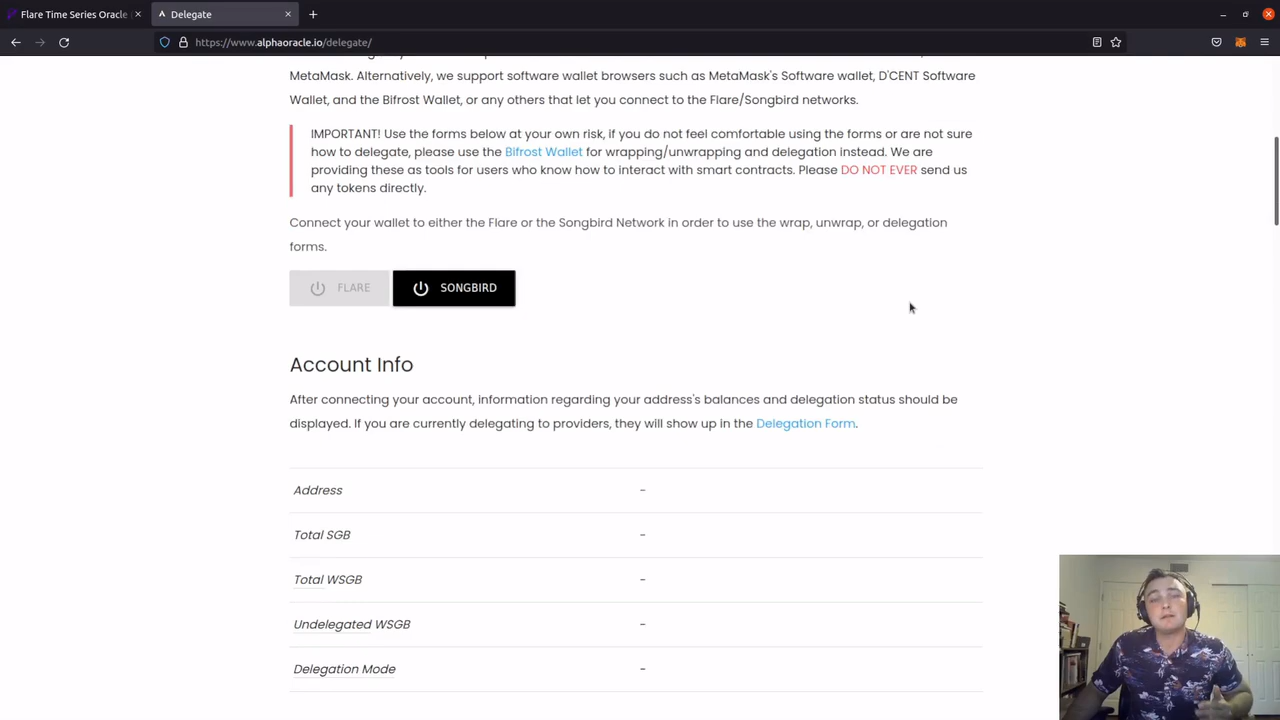 Flare Time Series Oracle
Delegate
https://www.alphaoracle.io/delegate/
MetaMask. Alternatively, we support software wallet browsers such as MetaMask's Software wallet, D'CENT Software
Wallet, and the Bifrost Wallet, or any others that let you connect to the Flare/Songbird networks.
IMPORTANT! Use the forms below at your own risk, if you do not feel comfortable using the forms or are not sure
how to delegate, please use the Bifrost Wallet for wrapping/unwrapping and delegation instead. We are
providing these as tools for users who know how to interact with smart contracts. Please DO NOT EVER send us
any tokens directly.
Connect your wallet to either the Flare or the Songbird Network in order to use the wrap, unwrap, or delegation
forms.
FLARE
SONGBIRD
Account Info
After connecting your account, information regarding your address's balances and delegation status should be
displayed. If you are currently delegating to providers, they will show up in the Delegation Form.
Address -
Total SGB -
Total WSGB -
Undelegated WSGB -
Delegation Mode -